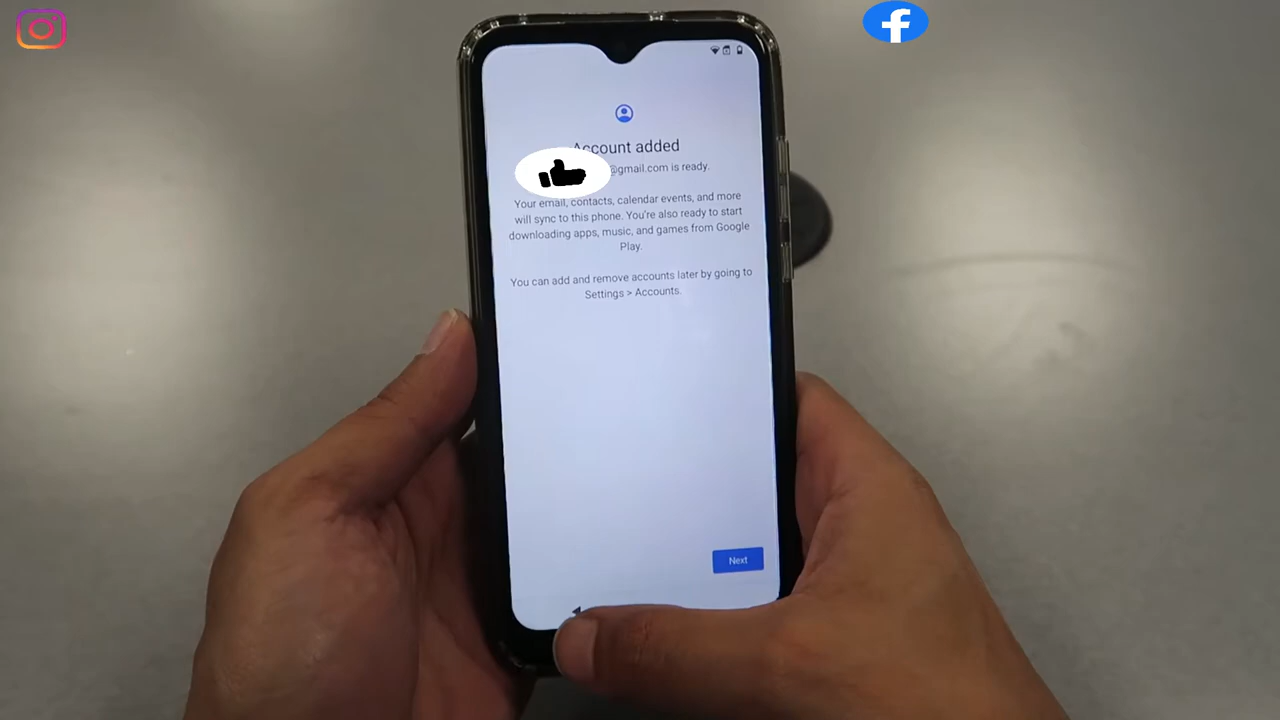 Account added
@gmail.com is ready.
Your email, contacts, calendar events, and more
will sync to this phone. You're also ready to start
downloading apps, music, and games from Google
Play.
You can add and remove accounts later by going to
Settings > Accounts.
Next